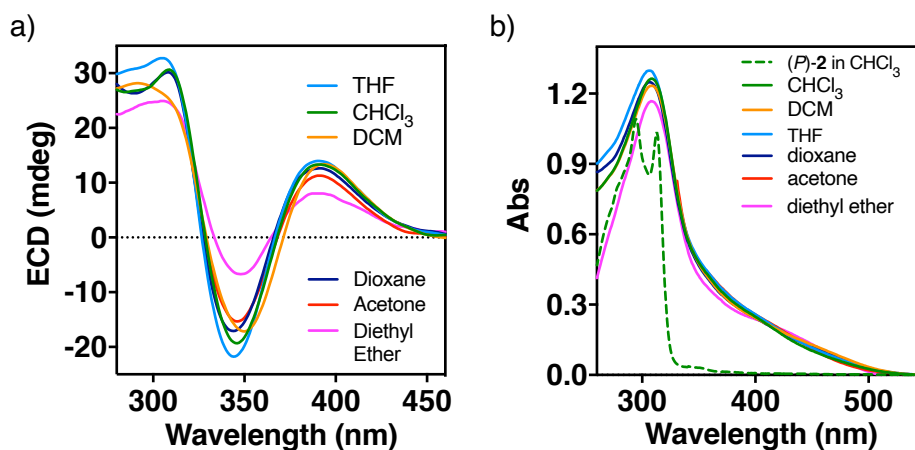 a)
ECD (mdeg)
30
20
10
0
-10
-20
THF
CHCl₃
DCM
Dioxane
Acetone
Diethyl
Ether
300
350
400
450
Wavelength (nm)
b)
Abs
1.2
0.9
0.6
0.3
0.0
(P)-2 in CHCl₃
CHCl₃
DCM
THF
dioxane
acetone
diethyl ether
300
400
500
Wavelength (nm)